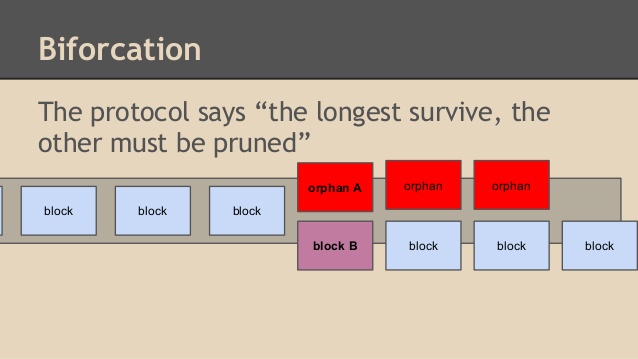 Biforcation
The protocol says “the longest survive, the
other must be pruned”
orphan A orphan orphan
block block block
block B block block block